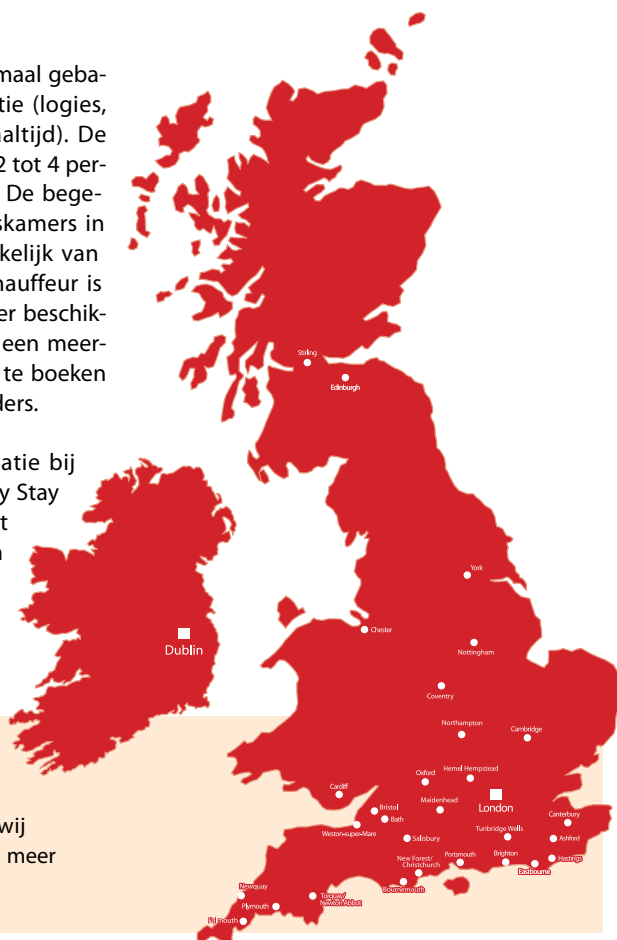 maal geba-
tie (logies,
altijd). De
2 tot 4 per-
De bege-
skamers in
kelijk van
hauffeur is
er beschik-
een meer-
te boeken
ders.
atie bij
y Stay
t
wij
meer
Stirling
Edinburgh
York
Chester
Nottingham
Dublin
Coventry
Northampton
Cambridge
Oxford
Hemel Hempstead
Cardiff
Maidenhead
London
Bristol
Bath
Canterbury
Weston-super-Mare
Salisbury
Tunbridge Wells
Ashford
New Forest/
Christchurch
Portsmouth
Brighton
Hastings
Eastbourne
Bournemouth
Newquay
Plymouth
Torquay/
Newton Abbot
Falmouth